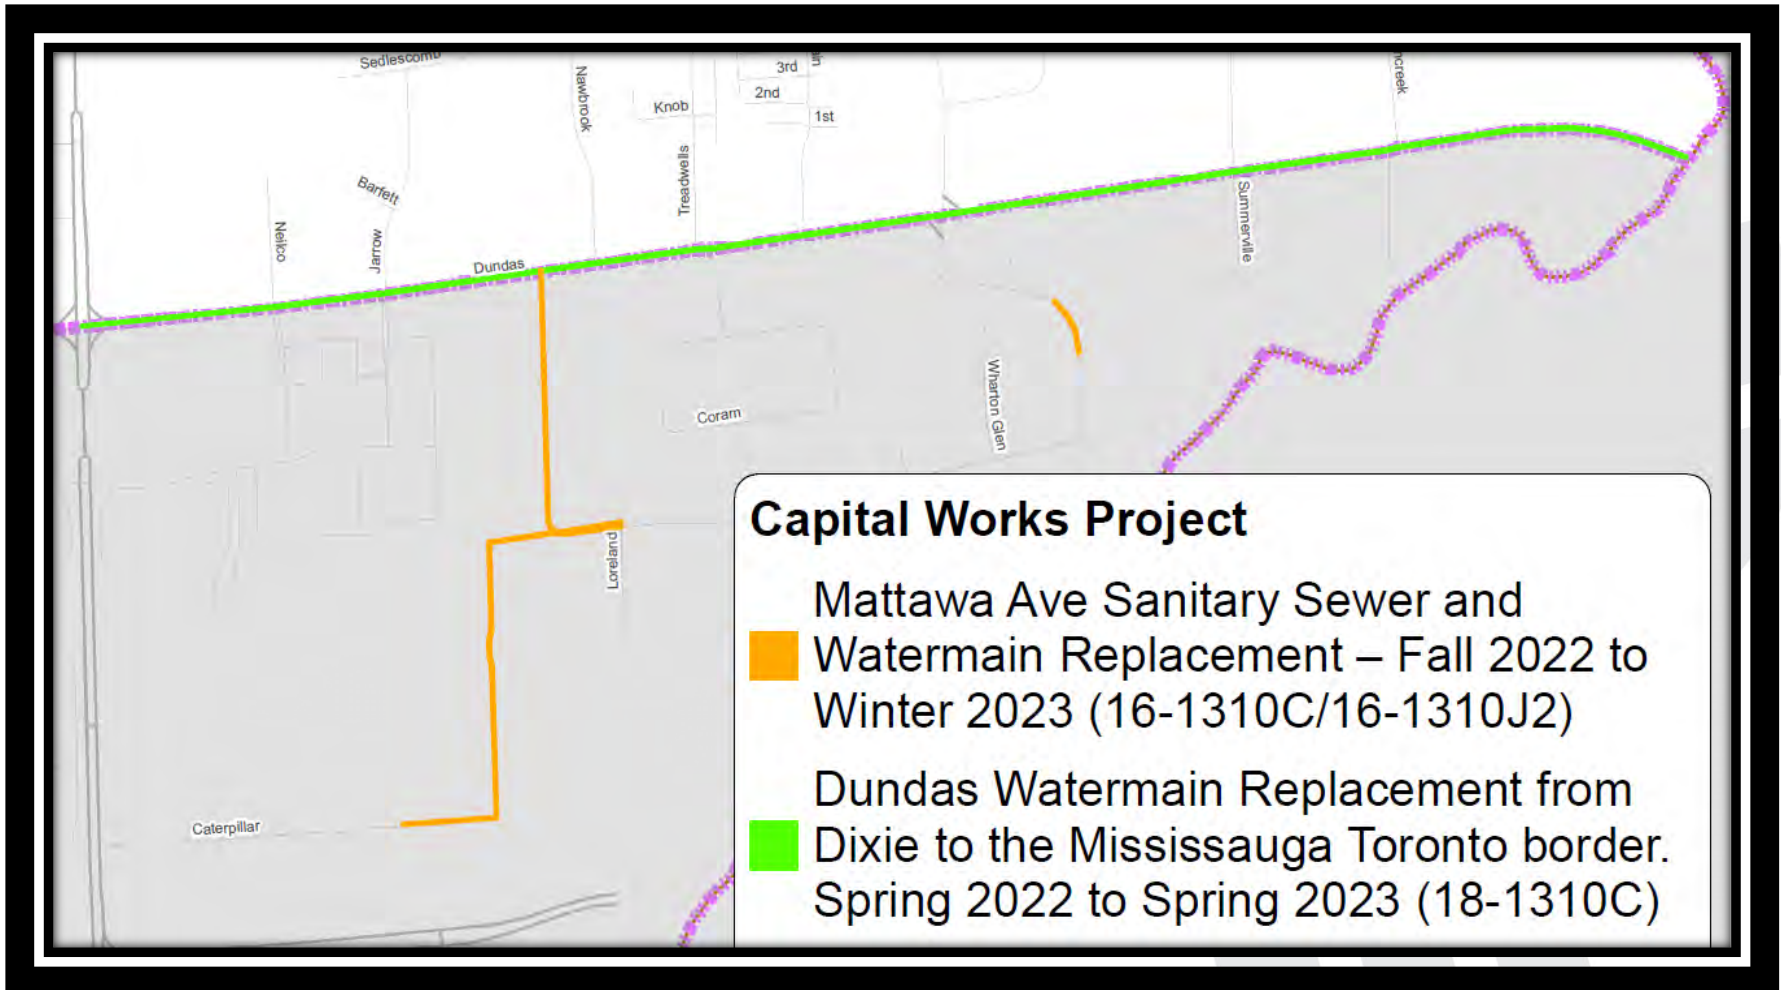 Sedlescomb
Nawbrook
3rd
2nd
1st
Knob
Treadwells
Barfett
Neilco
Jarrow
Dundas
Summerville
Wharton Glen
Coram
Loreland
Caterpillar
Capital Works Project
Mattawa Ave Sanitary Sewer and
Watermain Replacement – Fall 2022 to
Winter 2023 (16-1310C/16-1310J2)
Dundas Watermain Replacement from
Dixie to the Mississauga Toronto border.
Spring 2022 to Spring 2023 (18-1310C)